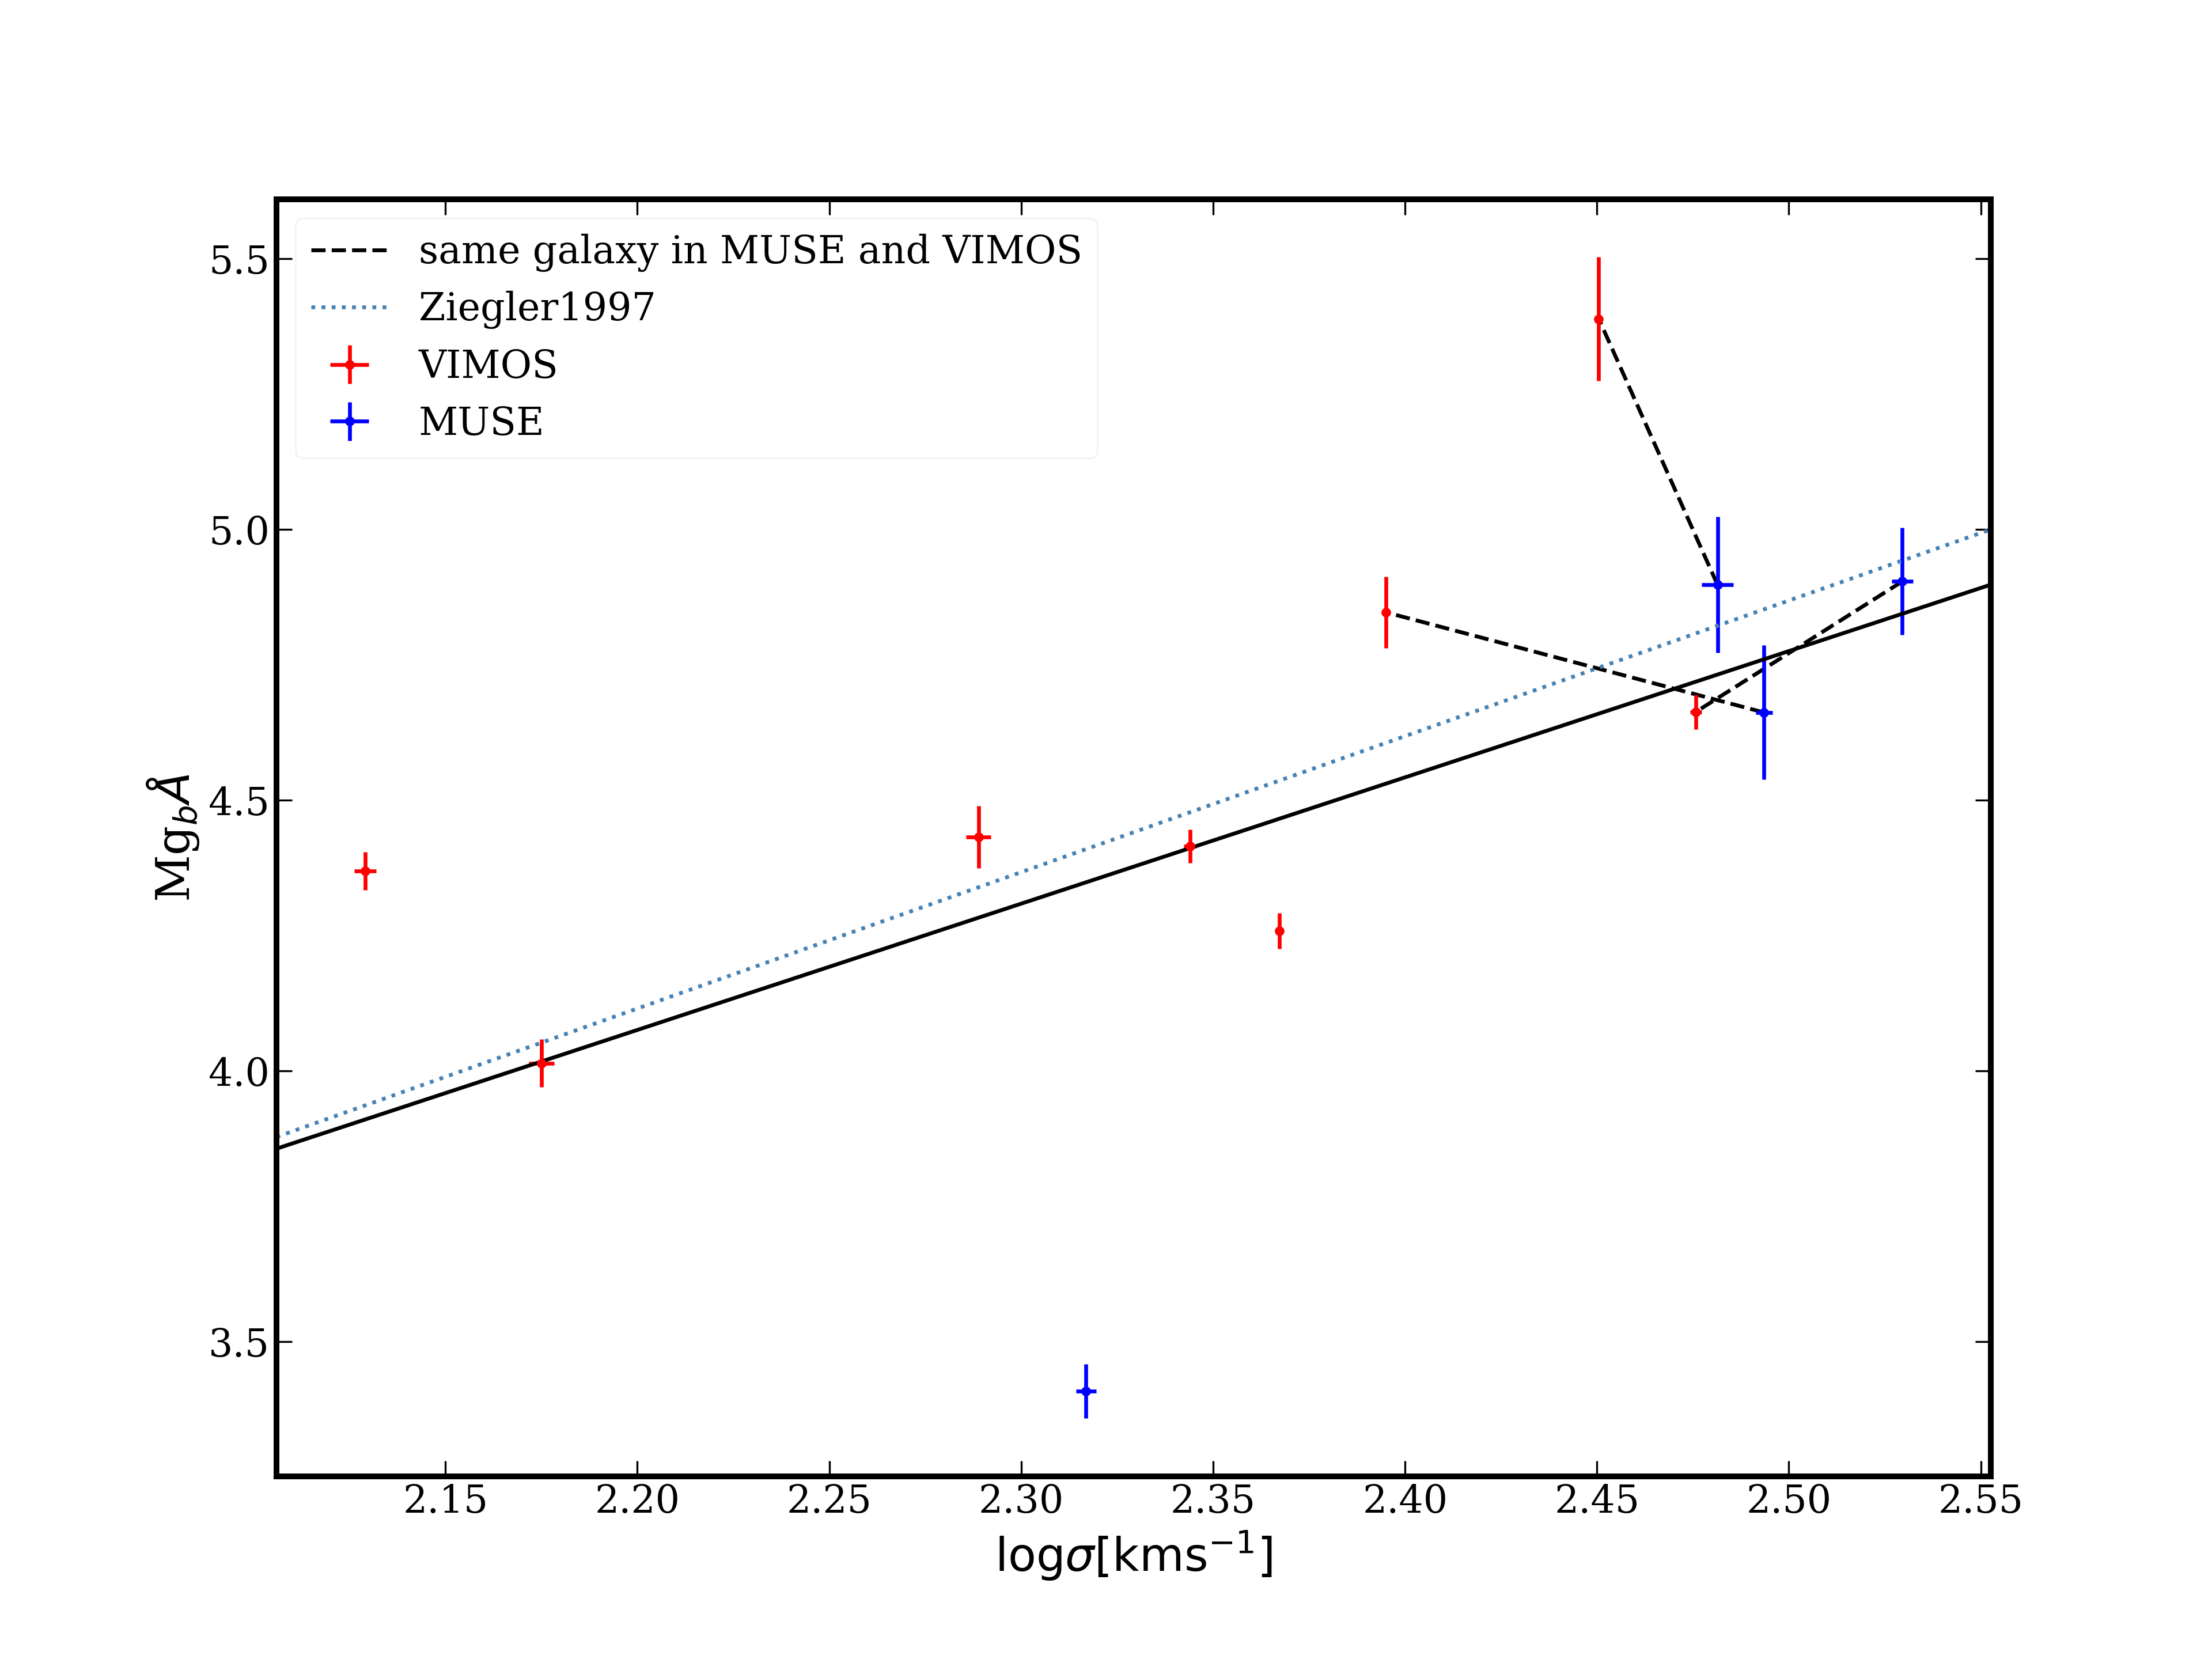 same galaxy in MUSE and VIMOS
Ziegler1997
VIMOS
MUSE
5.5
5.0
4.5
4.0
3.5
Mg_bÅ
2.15 2.20 2.25 2.30 2.35 2.40 2.45 2.50 2.55
logσ[kms⁻¹]